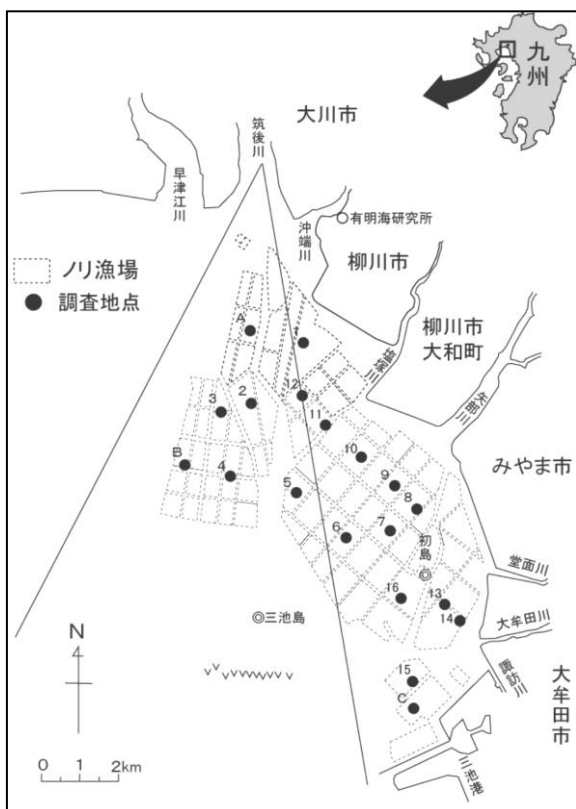 九州
大川市
筑後川
早津江川
有明海研究所
沖端川
柳川市
ノリ漁場
調査地点
塩塚川
柳川市
大和町
矢部川
みやま市
A
1
12
2
3
11
10
B
4
5
9
8
6
7
初島
堂面川
16
13
14
大牟田川
三池島
諏訪川
大牟田市
15
C
三池港
N
0 1 2km